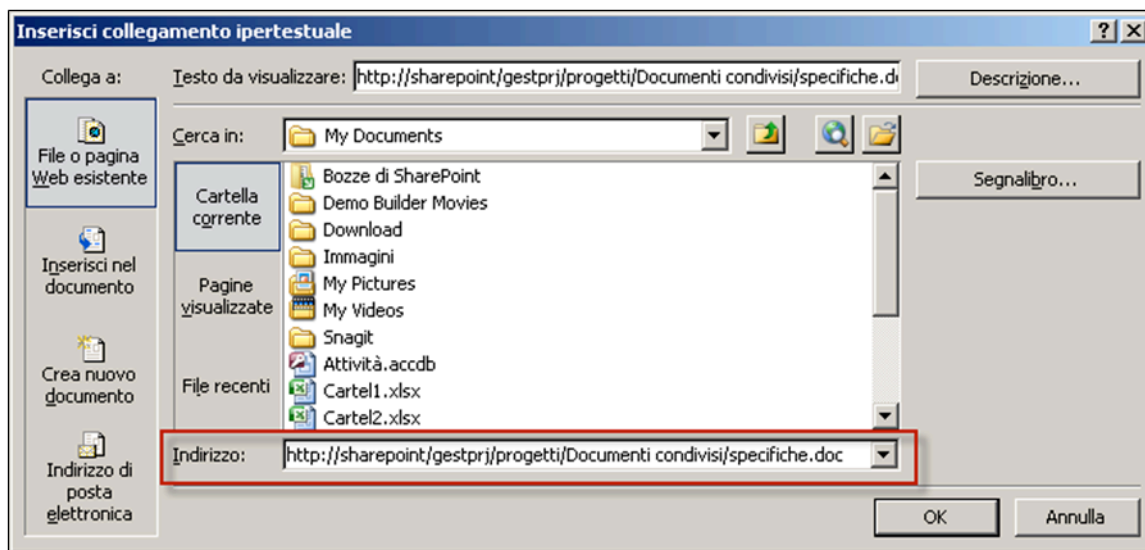 Inserisci collegamento ipertestuale
Collega a:
Testo da visualizzare: http://sharepoint/gestprj/progetti/Documenti condivisi/specifiche.d
Descrizione...
File o pagina
Web esistente
Cerca in:
My Documents
Cartella
corrente
Bozze di SharePoint
Demo Builder Movies
Download
Immagini
My Pictures
My Videos
Snagit
Attività.accdb
Cartel1.xlsx
Cartel2.xlsx
Segnalibro...
Inserisci nel
documento
Pagine
visualizzate
Crea nuovo
documento
File recenti
Indirizzo di
posta
elettronica
Indirizzo: http://sharepoint/gestprj/progetti/Documenti condivisi/specifiche.doc
OK
Annulla